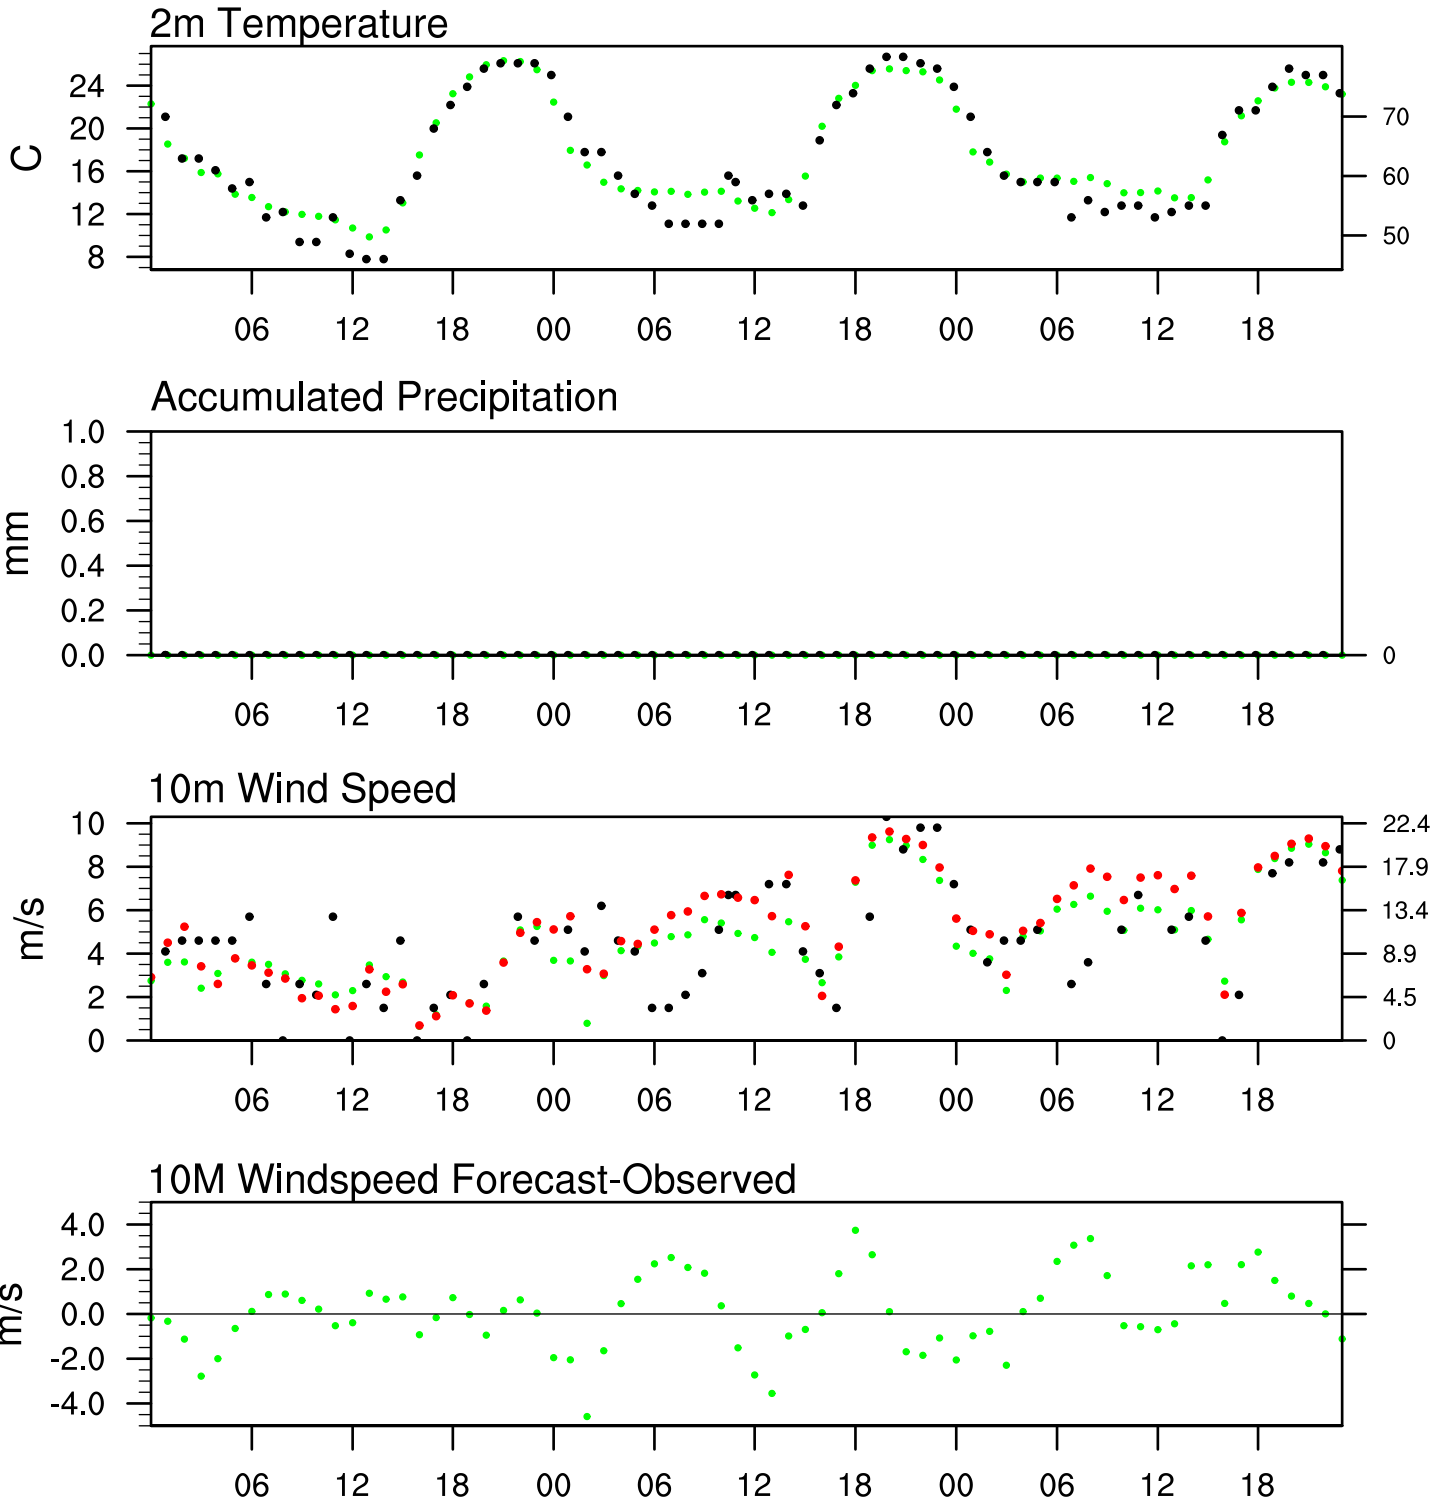 2m Temperature
C
24
20
16
12
8
70
60
50
06 12 18 00 06 12 18 00 06 12 18
Accumulated Precipitation
mm
1.0
0.8
0.6
0.4
0.2
0.0
0
06 12 18 00 06 12 18 00 06 12 18
10m Wind Speed
m/s
10
8
6
4
2
0
22.4
17.9
13.4
8.9
4.5
0
06 12 18 00 06 12 18 00 06 12 18
10M Windspeed Forecast-Observed
m/s
4.0
2.0
0.0
-2.0
-4.0
06 12 18 00 06 12 18 00 06 12 18